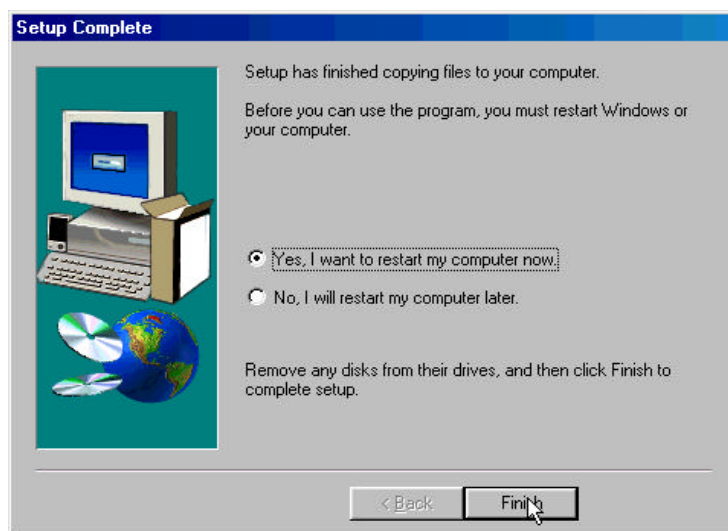 Setup Complete
Setup has finished copying files to your computer.
Before you can use the program, you must restart Windows or
your computer.
Yes, I want to restart my computer now.
No, I will restart my computer later.
Remove any disks from their drives, and then click Finish to
complete setup.
< Back
Finish